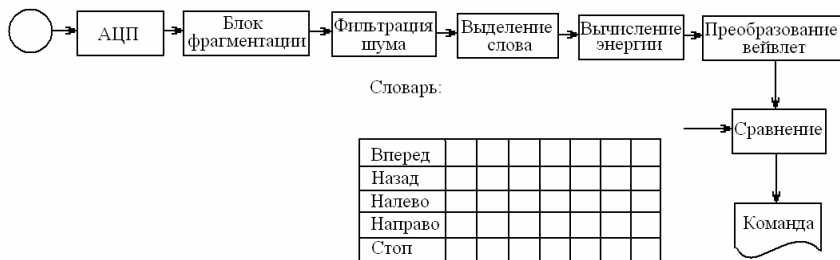 АЦП
Блок
фрагментации
Фильтрация
шума
Выделение
слова
Вычисление
энергии
Преобразование
вейвлет
Словарь:
Сравнение
Вперед
Назад
Налево
Направо
Стоп
Команда